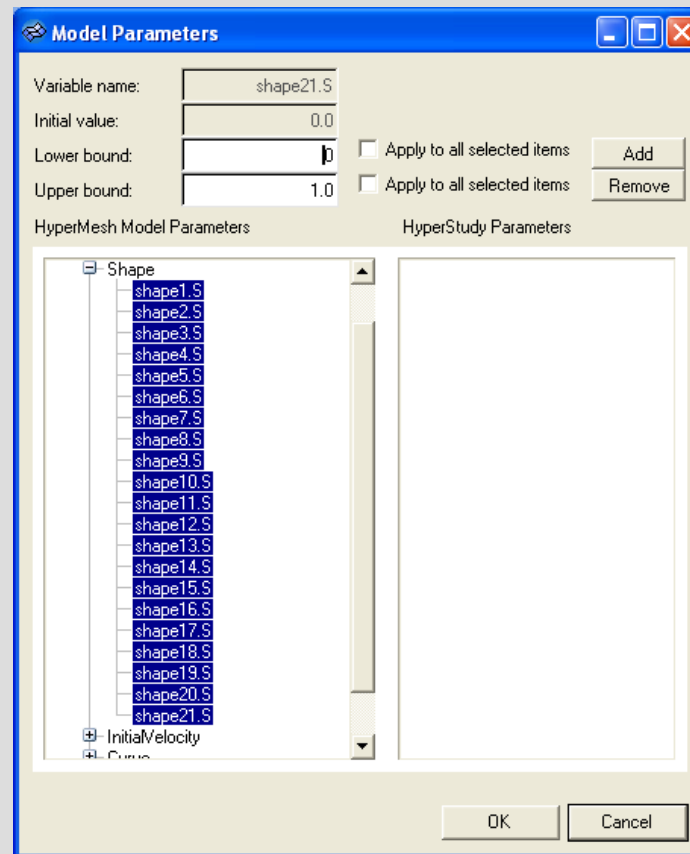 Model Parameters
Variable name: shape21.S
Initial value: 0.0
Lower bound: 0 Apply to all selected items Add
Upper bound: 1.0 Apply to all selected items Remove
HyperMesh Model Parameters HyperStudy Parameters
Shape
shape1.S
shape2.S
shape3.S
shape4.S
shape5.S
shape6.S
shape7.S
shape8.S
shape9.S
shape10.S
shape11.S
shape12.S
shape13.S
shape14.S
shape15.S
shape16.S
shape17.S
shape18.S
shape19.S
shape20.S
shape21.S
InitialVelocity
Curve
OK Cancel